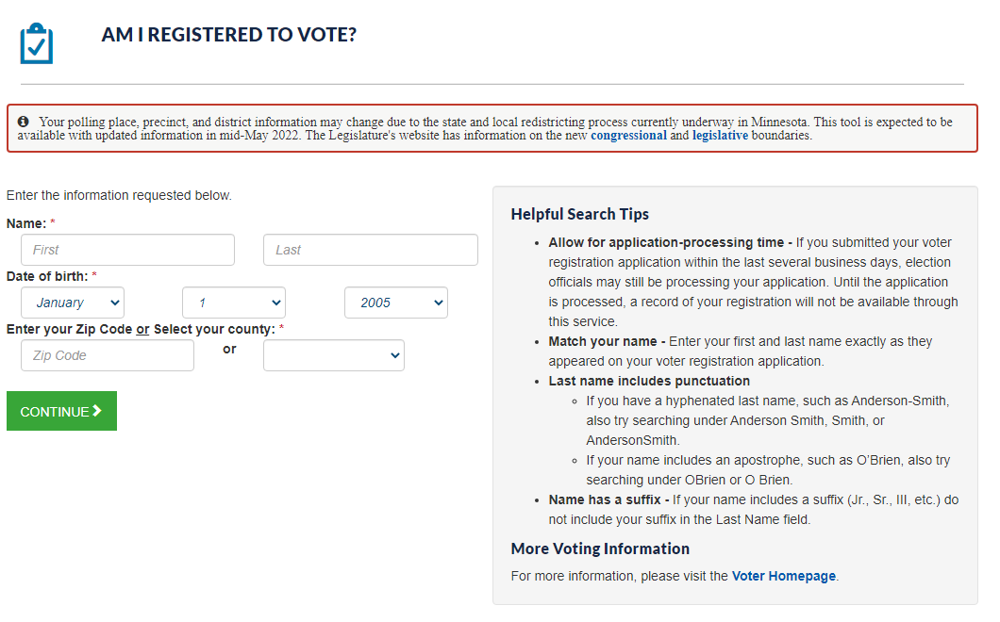 AM I REGISTERED TO VOTE?
Your polling place, precinct, and district information may change due to the state and local redistricting process currently underway in Minnesota. This tool is expected to be
available with updated information in mid-May 2022. The Legislature's website has information on the new congressional and legislative boundaries.
Enter the information requested below.
Name: *
First Last
Date of birth: *
January 1 2005
Enter your Zip Code or Select your county: *
Zip Code or
CONTINUE
Helpful Search Tips
• Allow for application-processing time - If you submitted your voter
registration application within the last several business days, election
officials may still be processing your application. Until the application
is processed, a record of your registration will not be available through
this service.
• Match your name - Enter your first and last name exactly as they
appeared on your voter registration application.
• Last name includes punctuation
◦ If you have a hyphenated last name, such as Anderson-Smith,
also try searching under Anderson Smith, Smith, or
AndersonSmith.
◦ If your name includes an apostrophe, such as O'Brien, also try
searching under OBrien or O Brien.
• Name has a suffix - If your name includes a suffix (Jr., Sr., III, etc.) do
not include your suffix in the Last Name field.
More Voting Information
For more information, please visit the Voter Homepage.